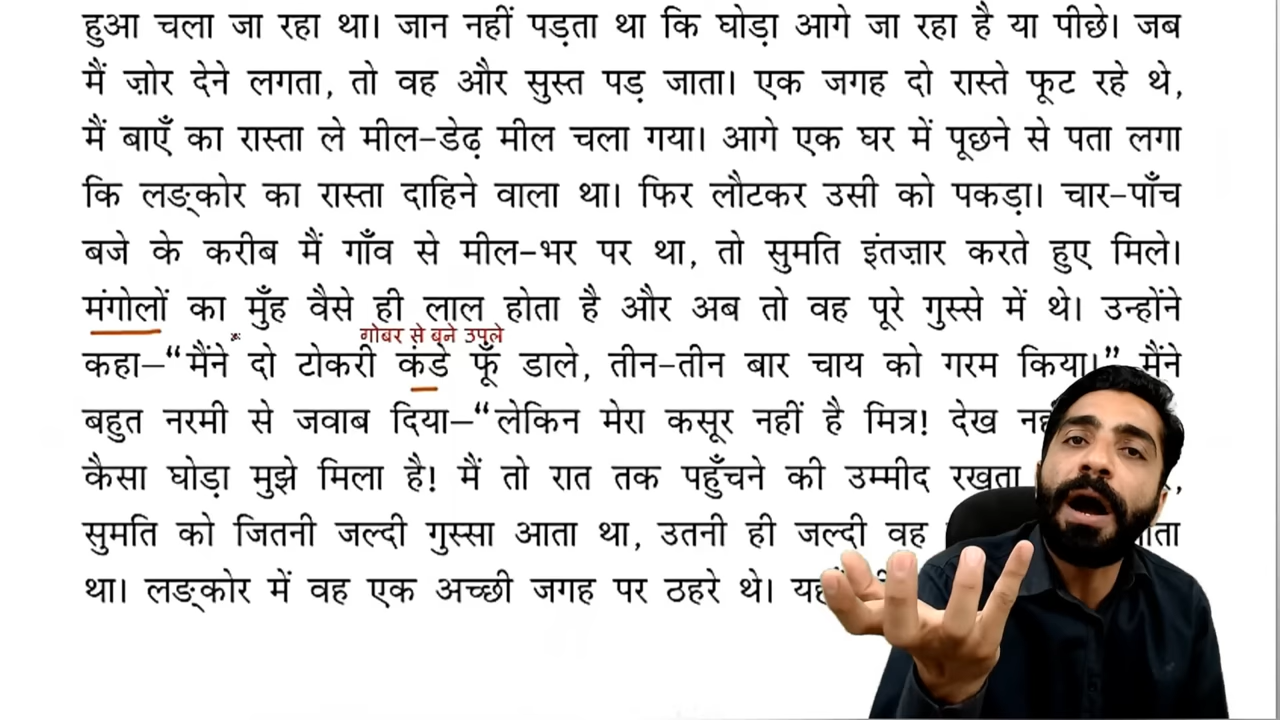 हुआ चला जा रहा था। जान नहीं पड़ता था कि घोड़ा आगे जा रहा है या पीछे। जब
मैं ज़ोर देने लगता, तो वह और सुस्त पड़ जाता। एक जगह दो रास्ते फूट रहे थे,
मैं बाएँ का रास्ता ले मील-डेढ़ मील चला गया। आगे एक घर में पूछने से पता लगा
कि लङ्कोर का रास्ता दाहिने वाला था। फिर लौटकर उसी को पकड़ा। चार-पाँच
बजे के करीब मैं गाँव से मील-भर पर था, तो सुमति इंतज़ार करते हुए मिले।
मंगोलों का मुँह वैसे ही लाल होता है और अब तो वह पूरे गुस्से में थे। उन्होंने
गोबर से बने उपले
कहा—“मैंने दो टोकरी कंडे फूँ डाले, तीन-तीन बार चाय को गरम किया।” मैंने
बहुत नरमी से जवाब दिया—“लेकिन मेरा कसूर नहीं है मित्र! देख
कैसा घोड़ा मुझे मिला है! मैं तो रात तक पहुँचने की उम्मीद रखता
सुमति को जितनी जल्दी गुस्सा आता था, उतनी ही जल्दी वह
था। लङ्कोर में वह एक अच्छी जगह पर ठहरे थे।